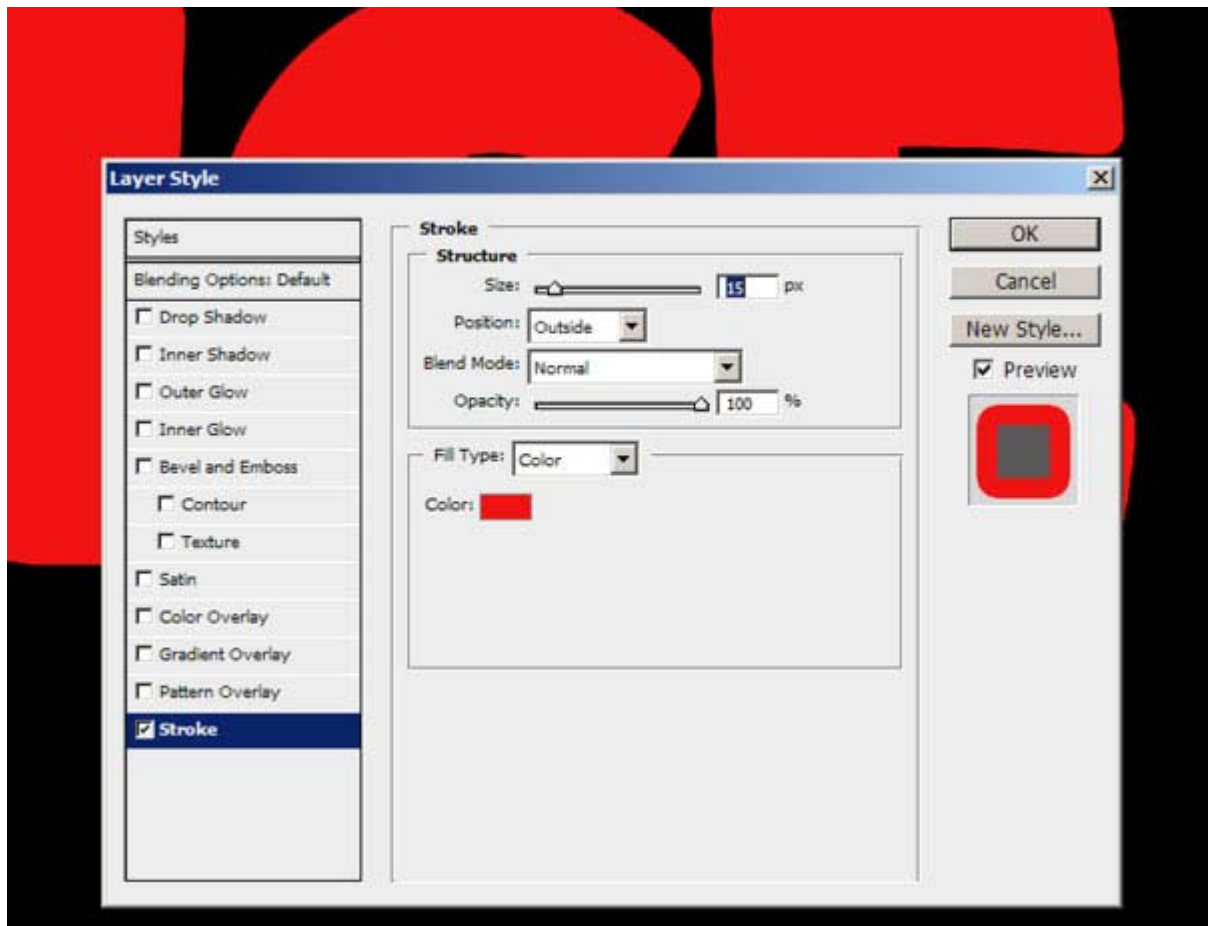 Layer Style
Styles
Blending Options: Default
Drop Shadow
Inner Shadow
Outer Glow
Inner Glow
Bevel and Emboss
Contour
Texture
Satin
Color Overlay
Gradient Overlay
Pattern Overlay
Stroke
Stroke
Structure
Size: 15 px
Position: Outside
Blend Mode: Normal
Opacity: 100 %
Fill Type: Color
Color:
OK
Cancel
New Style...
Preview